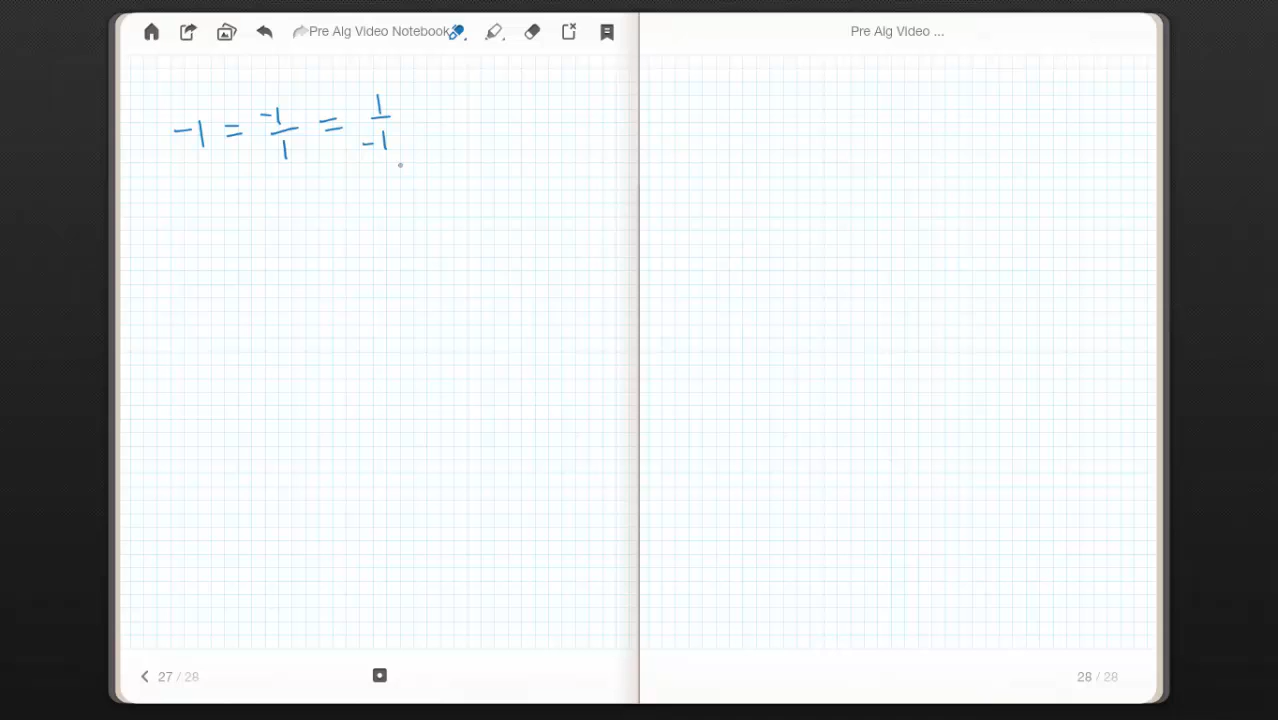 Pre Alg Video Notebook
Pre Alg Video ...
-1 = -1/1 = 1/-1
27 / 28
28 / 28